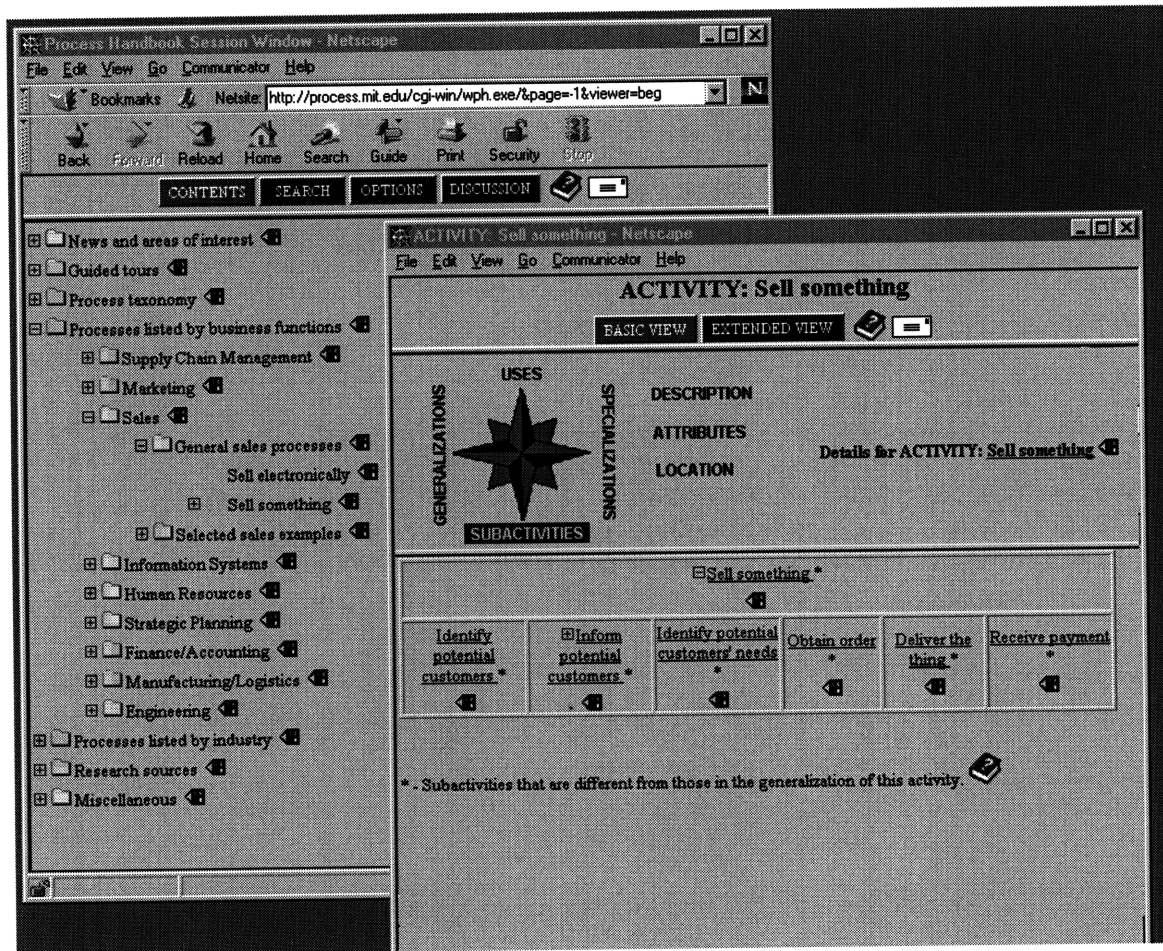 Process Handbook Session Window - Netscape
File Edit View Go Communicator Help
Bookmarks Netsite: http://process.mit.edu/cgi-win/wph.exe/&page=-1&viewer=beg
N
Back Forward Reload Home Search Guide Print Security Stop
CONTENTS SEARCH OPTIONS DISCUSSION
News and areas of interest
Guided tours
Process taxonomy
Processes listed by business functions
Supply Chain Management
Marketing
Sales
General sales processes
Sell electronically
Sell something
Selected sales examples
Information Systems
Human Resources
Strategic Planning
Finance/Accounting
Manufacturing/Logistics
Engineering
Processes listed by industry
Research sources
Miscellaneous
ACTIVITY: Sell something - Netscape
File Edit View Go Communicator Help
ACTIVITY: Sell something
BASIC VIEW EXTENDED VIEW
USES
GENERALIZATIONS
SPECIALIZATIONS
SUBACTIVITIES
DESCRIPTION
ATTRIBUTES
LOCATION
Details for ACTIVITY: Sell something
Sell something *
Identify
potential
customers *
Inform
potential
customers *
Identify potential
customers' needs
*
Obtain order
*
Deliver the
thing *
Receive payment
*
* - Subactivities that are different from those in the generalization of this activity.